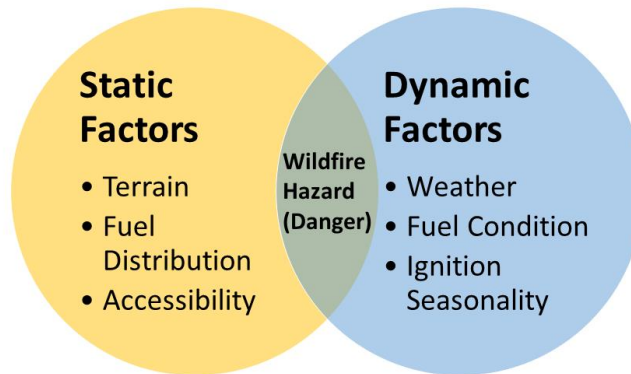 Static
Factors
• Terrain
• Fuel
Distribution
• Accessibility
Wildfire
Hazard
(Danger)
Dynamic
Factors
• Weather
• Fuel Condition
• Ignition
Seasonality